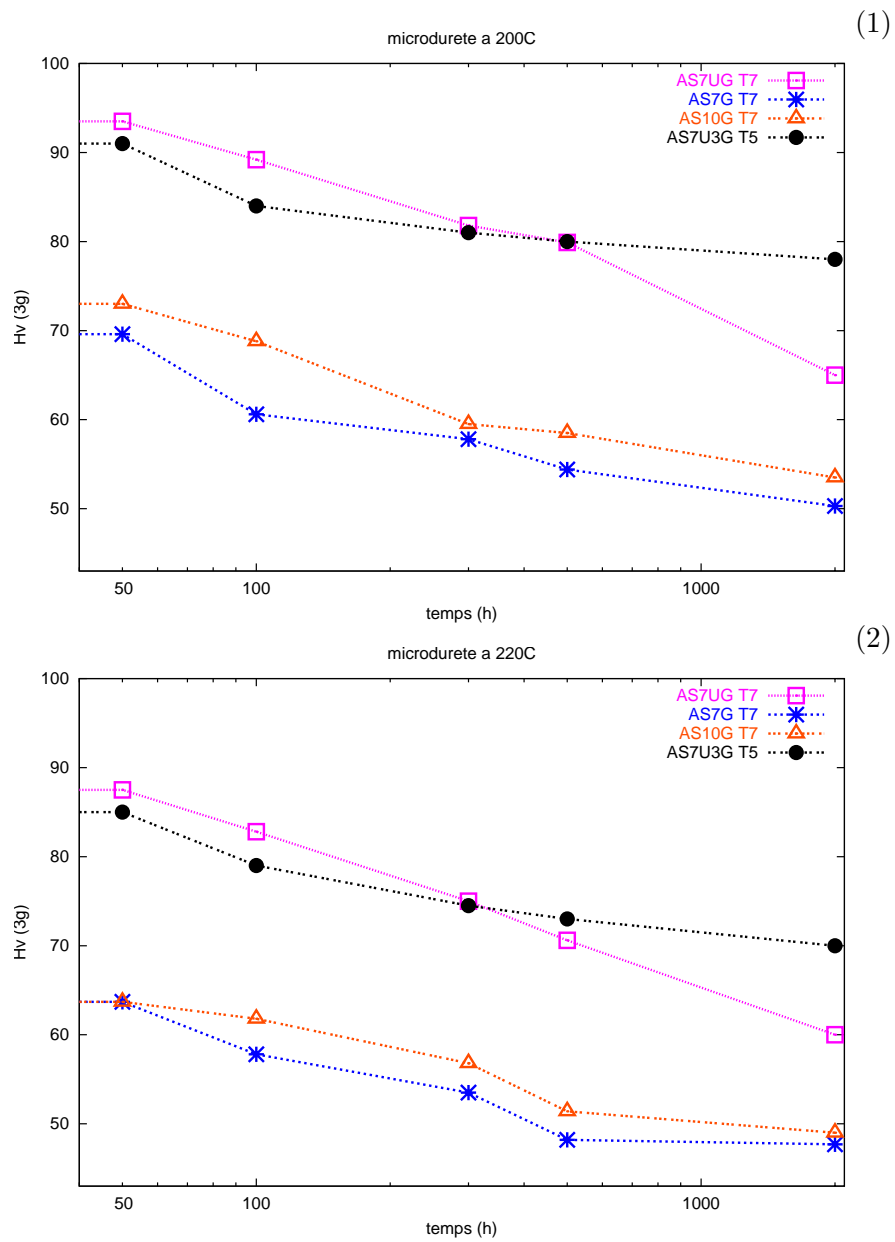 (1)
microdurete a 200C
AS7UG T7
AS7G T7
AS10G T7
AS7U3G T5
Hv (3g)
100
90
80
70
60
50
50 100 1000
temps (h)
(2)
microdurete a 220C
AS7UG T7
AS7G T7
AS10G T7
AS7U3G T5
Hv (3g)
100
90
80
70
60
50
50 100 1000
temps (h)